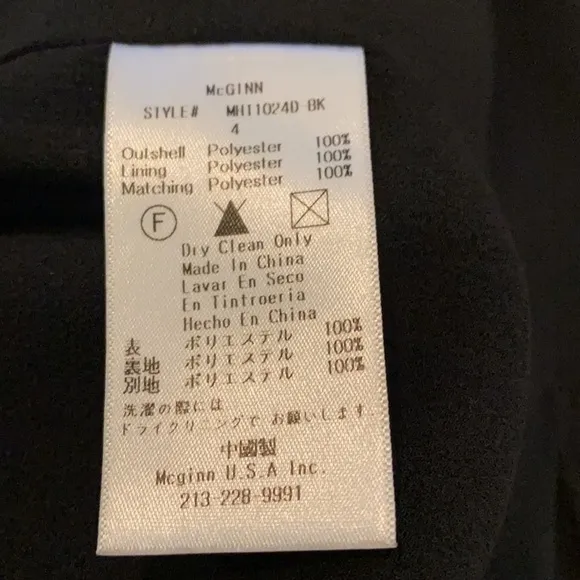 McGINN
STYLE# MHI1024D-BK
4
Outshell Polyester 100%
Lining Polyester 100%
Matching Polyester 100%
F
Dry Clean Only
Made In China
Lavar En Seco
En Tintroeria
Hecho En China
表 ポリエステル 100%
裏地 ポリエステル 100%
別地 ポリエステル 100%
洗濯の際には
ドライクリニングで お願いします
中國製
Mcginn U.S.A Inc.
213-228-9991